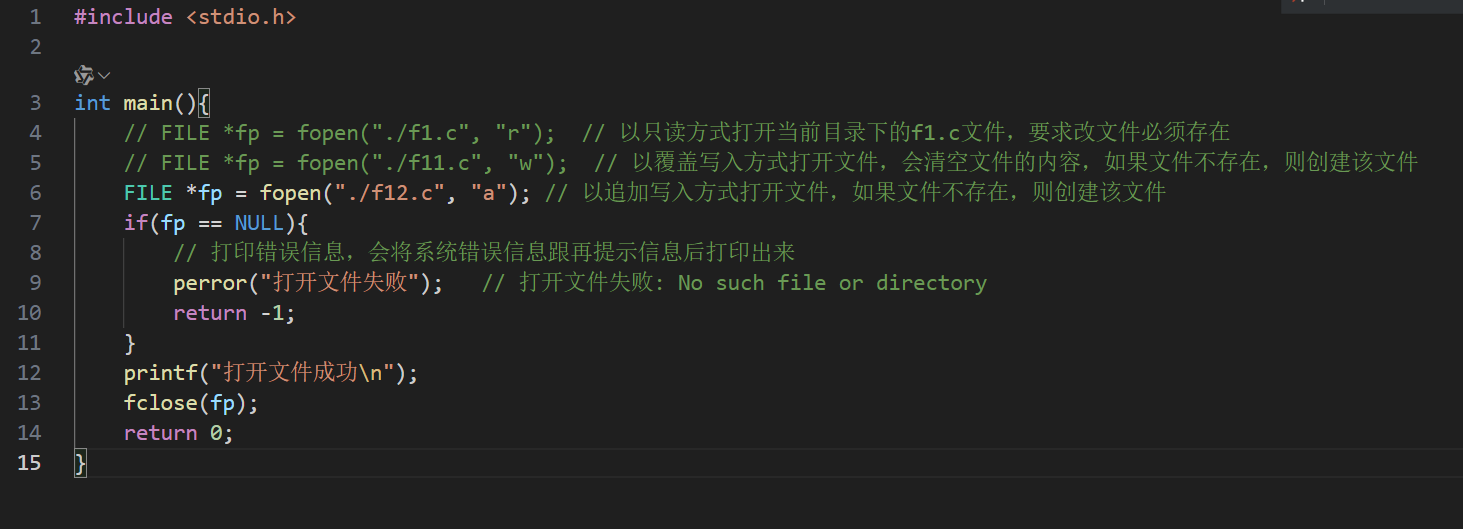 1 #include <stdio.h>
2
3 int main(){
4 // FILE *fp = fopen("./f1.c", "r"); // 以只读方式打开当前目录下的f1.c文件，要求改文件必须存在
5 // FILE *fp = fopen("./f11.c", "w"); // 以覆盖写入方式打开文件，会清空文件的内容，如果文件不存在，则创建该文件
6 FILE *fp = fopen("./f12.c", "a"); // 以追加写入方式打开文件，如果文件不存在，则创建该文件
7 if(fp == NULL){
8 // 打印错误信息，会将系统错误信息跟再提示信息后打印出来
9 perror("打开文件失败"); // 打开文件失败: No such file or directory
10 return -1;
11 }
12 printf("打开文件成功\n");
13 fclose(fp);
14 return 0;
15 }